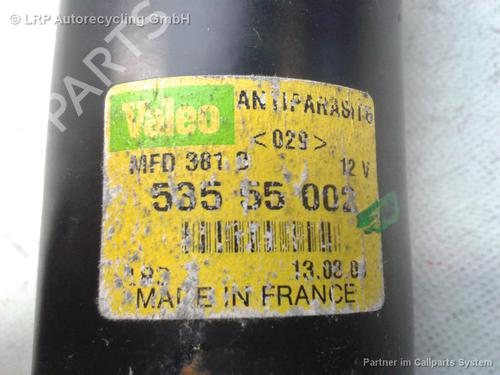 © LRP Autorecycling GmbH
PARTS
Valeo
ANTIPARASITE
<029>
MFD 381
12 V
535 55 002
13.03.0
MADE IN FRANCE
Partner im Callparts System